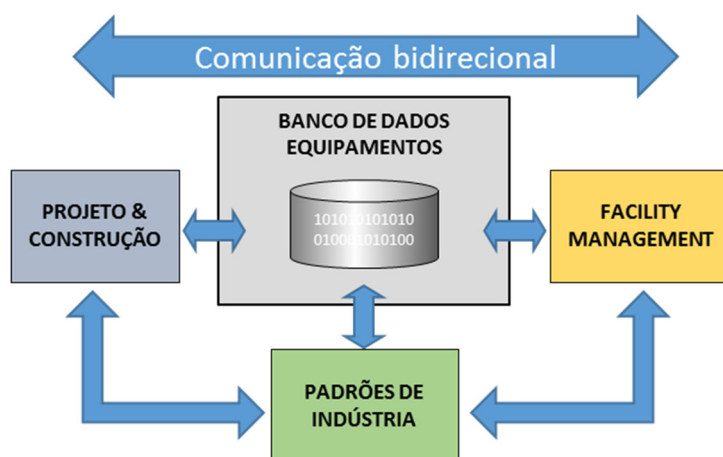 Comunicação bidirecional
BANCO DE DADOS
EQUIPAMENTOS
101010101010
010001010100
PROJETO &
CONSTRUÇÃO
FACILITY
MANAGEMENT
PADRÕES DE
INDÚSTRIA